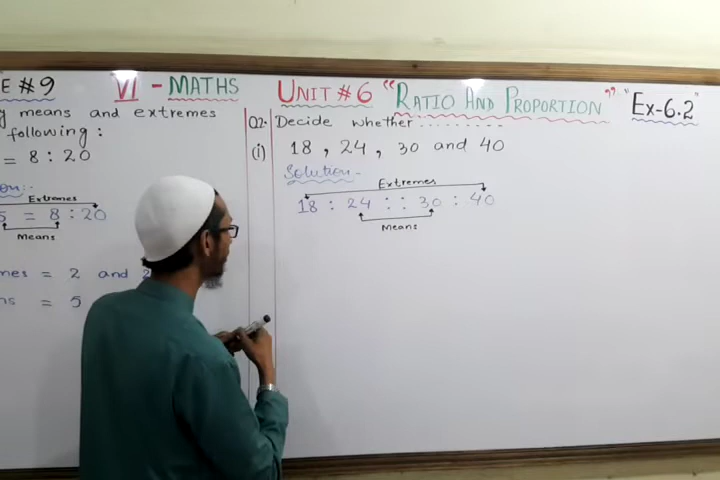 E #9 VI - MATHS UNIT # 6 "RATIO AND PROPORTION" "Ex-6.2"
means and extremes
following :
= 8 : 20
Extremes
5 = 8 : 20
Means
= 2 and 2
= 5
Q2. Decide whether ........
(i) 18 , 24 , 30 and 40
Solution -
Extremes
18 : 24 : : 30 : 40
Means